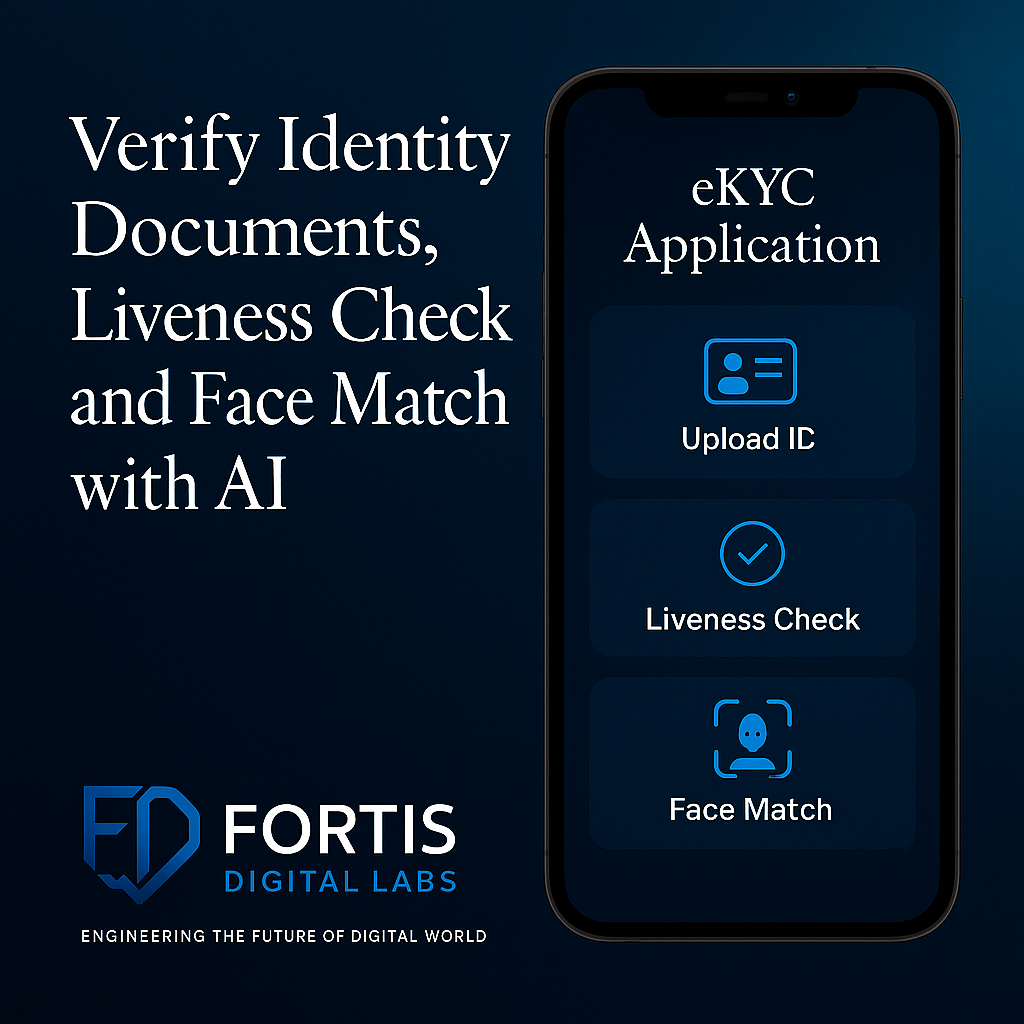 Verify Identity
Documents,
Liveness Check
and Face Match
with AI
eKYC
Application
Upload ID
Liveness Check
Face Match
FORTIS
DIGITAL LABS
ENGINEERING THE FUTURE OF DIGITAL WORLD